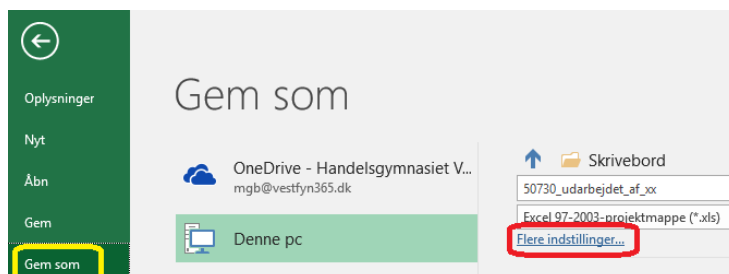 Gem som
Oplysninger
Nyt
Åbn
Gem
Gem som
OneDrive - Handelsgymnasiet V...
mgb@vestfyn365.dk
Denne pc
Skrivebord
50730_udarbejdet_af_xx
Excel 97-2003-projektmappe (*.xls)
Flere indstillinger...